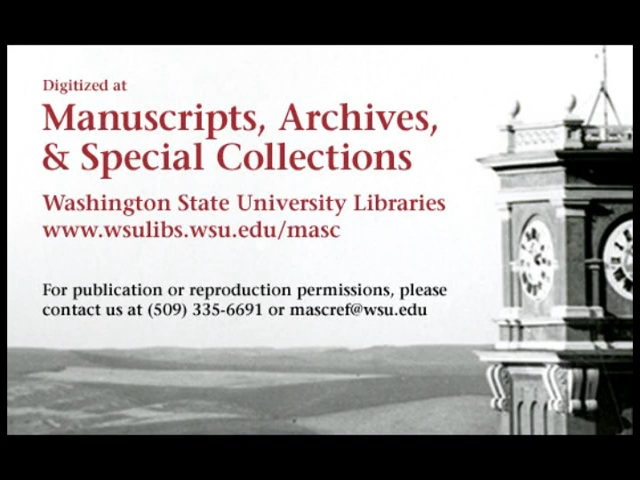 Digitized at
Manuscripts, Archives,
& Special Collections
Washington State University Libraries
www.wsulibs.wsu.edu/masc
For publication or reproduction permissions, please
contact us at (509) 335-6691 or mascref@wsu.edu